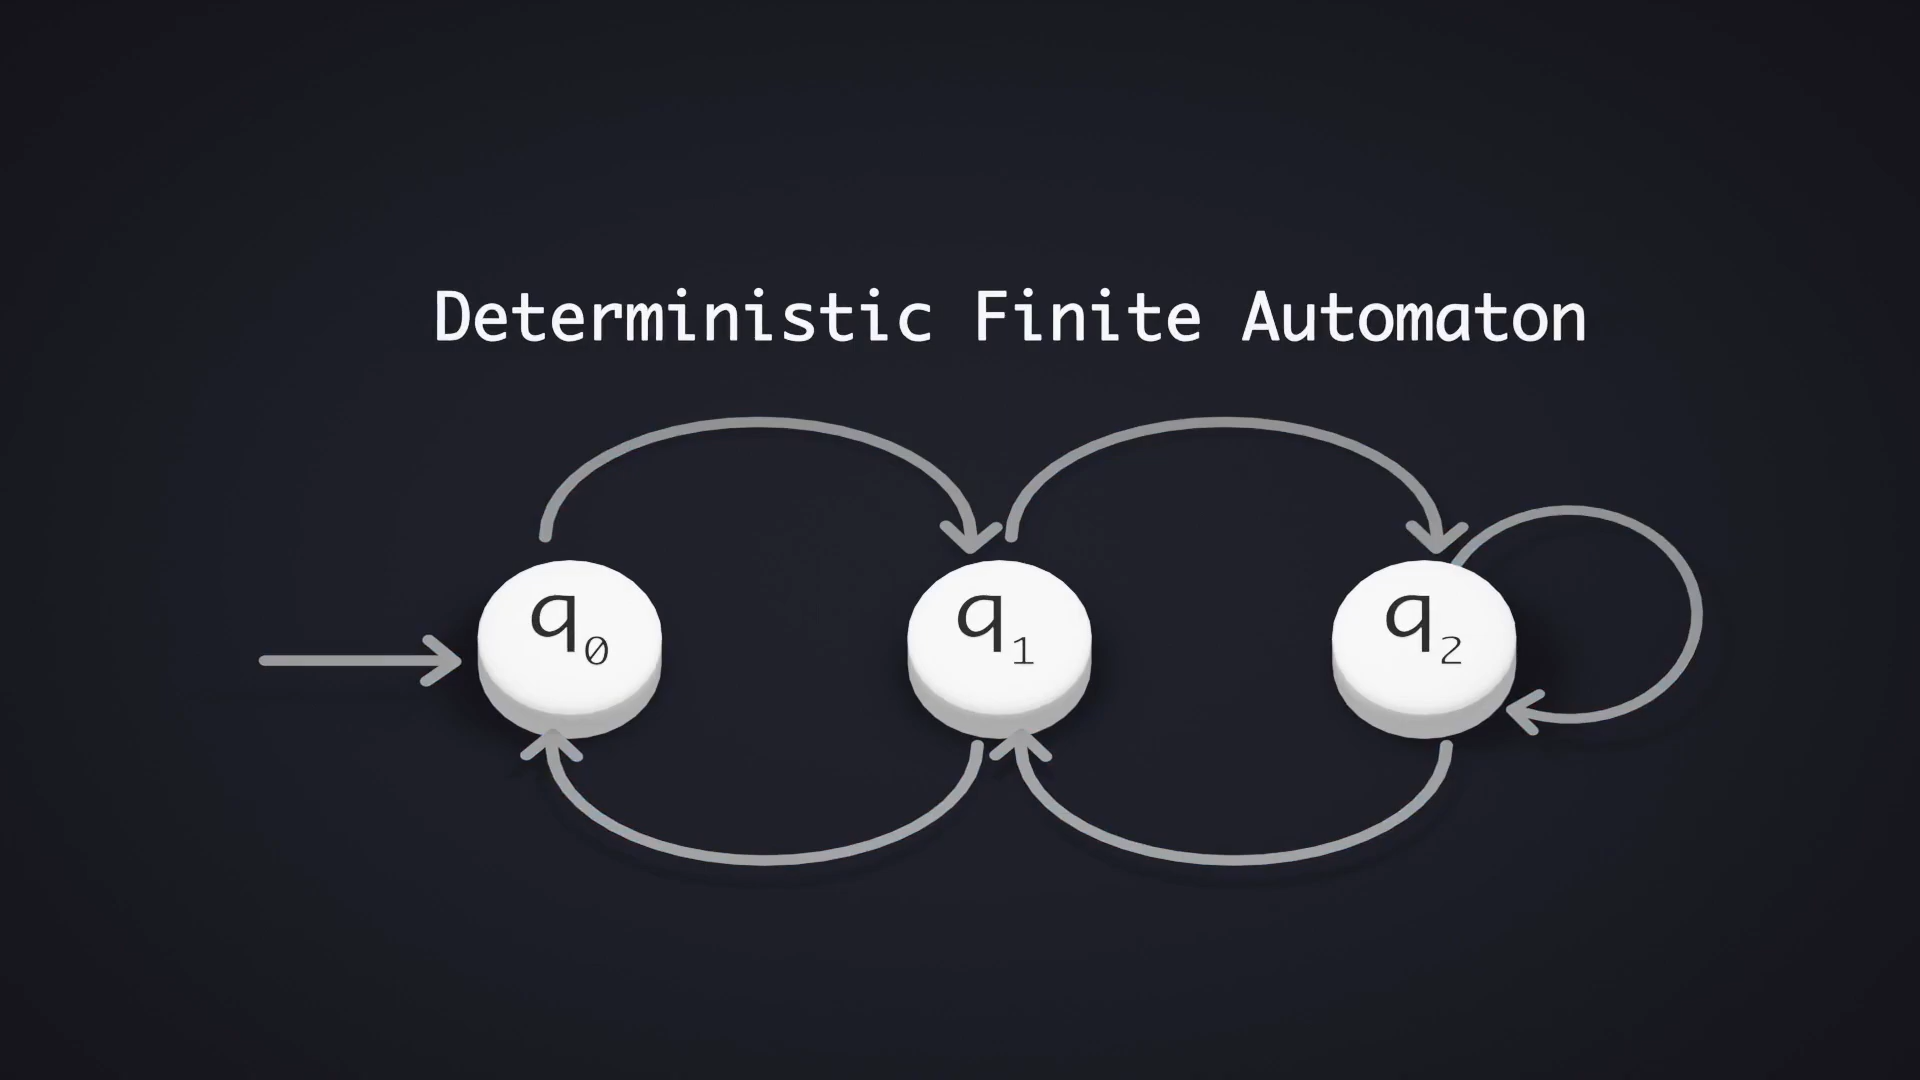 Deterministic Finite Automaton
q₀ q₁ q₂